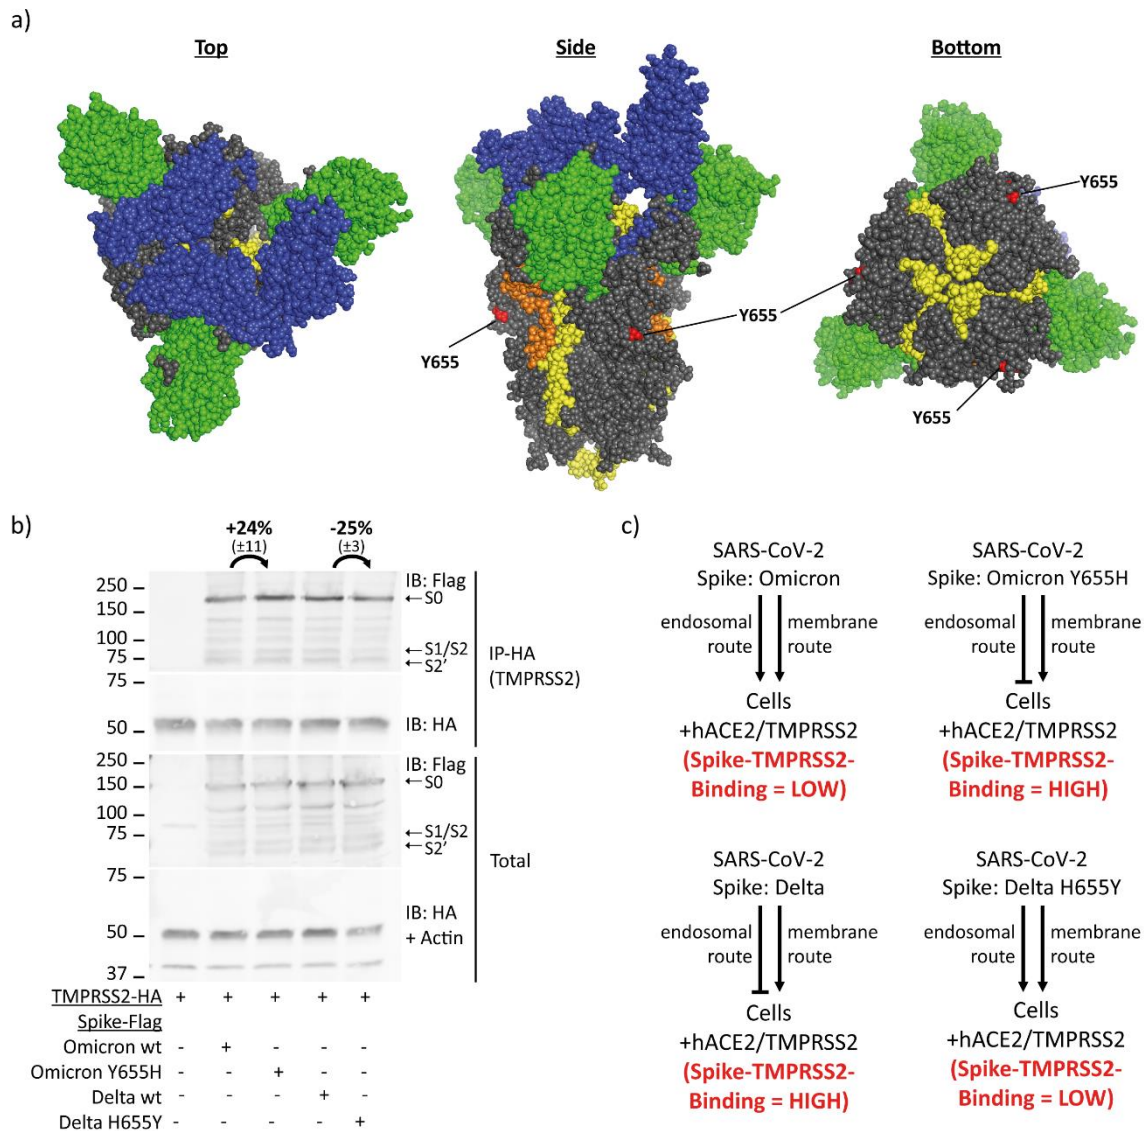 a)
Top
Side
Bottom
Y655
Y655
Y655
Y655
b)
+24%
(±11)
-25%
(±3)
250
150
100
75
IB: Flag
←S0
←S1/S2
←S2'
75
50
IB: HA
IP-HA
(TMPRSS2)
250
150
100
75
IB: Flag
←S0
←S1/S2
←S2'
75
50
37
IB: HA
+ Actin
Total
TMPRSS2-HA + + + + +
Spike-Flag
Omicron wt - + - - -
Omicron Y655H - - + - -
Delta wt - - - + -
Delta H655Y - - - - +
c)
SARS-CoV-2
Spike: Omicron
endosomal
route
membrane
route
Cells
+hACE2/TMPRSS2
(Spike-TMPRSS2-
Binding = LOW)
SARS-CoV-2
Spike: Omicron Y655H
endosomal
route
membrane
route
Cells
+hACE2/TMPRSS2
(Spike-TMPRSS2-
Binding = HIGH)
SARS-CoV-2
Spike: Delta
endosomal
route
membrane
route
Cells
+hACE2/TMPRSS2
(Spike-TMPRSS2-
Binding = HIGH)
SARS-CoV-2
Spike: Delta H655Y
endosomal
route
membrane
route
Cells
+hACE2/TMPRSS2
(Spike-TMPRSS2-
Binding = LOW)